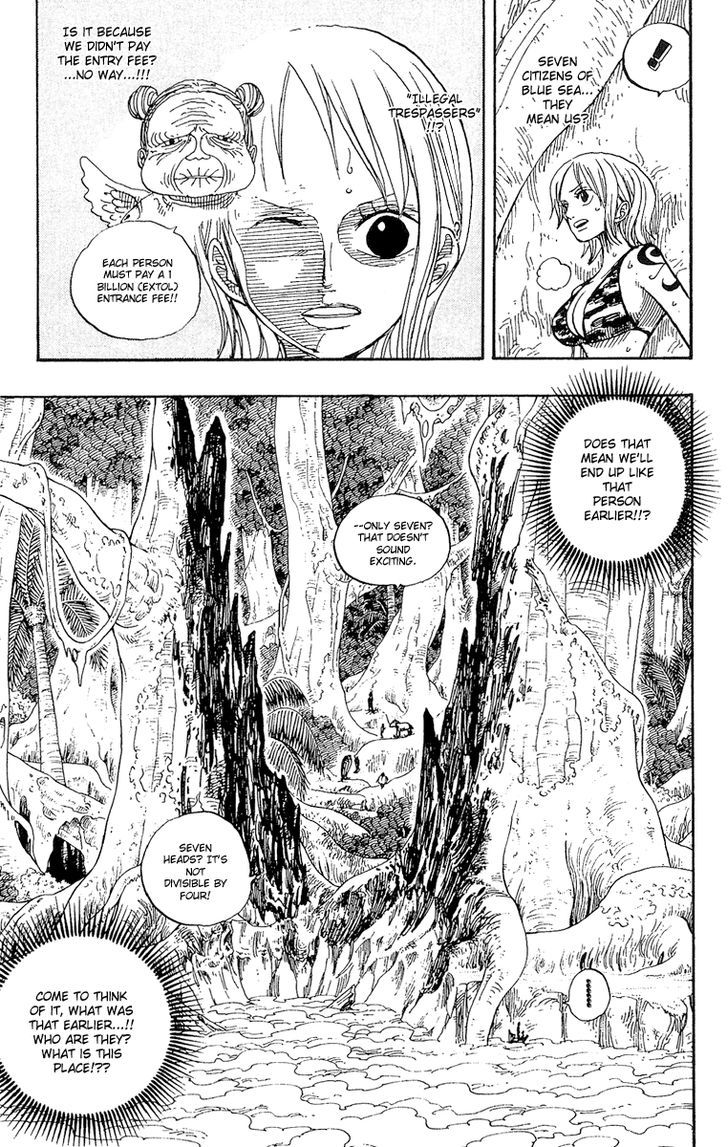 !
SEVEN
CITIZENS OF
BLUE SEA...
THEY
MEAN US?
"ILLEGAL
TRESPASSERS"
!!?
IS IT BECAUSE
WE DIDN'T PAY
THE ENTRY FEE?
...NO WAY...!!!
EACH PERSON
MUST PAY A 1
BILLION (EXTOL)
ENTRANCE FEE!!
DOES THAT
MEAN WE'LL
END UP LIKE
THAT
PERSON
EARLIER!!?
--ONLY SEVEN?
THAT DOESN'T
SOUND
EXCITING.
SEVEN
HEADS? IT'S
NOT
DIVISIBLE BY
FOUR!
!!!!!!
COME TO THINK
OF IT, WHAT WAS
THAT EARLIER...!!
WHO ARE THEY?
WHAT IS THIS
PLACE!??